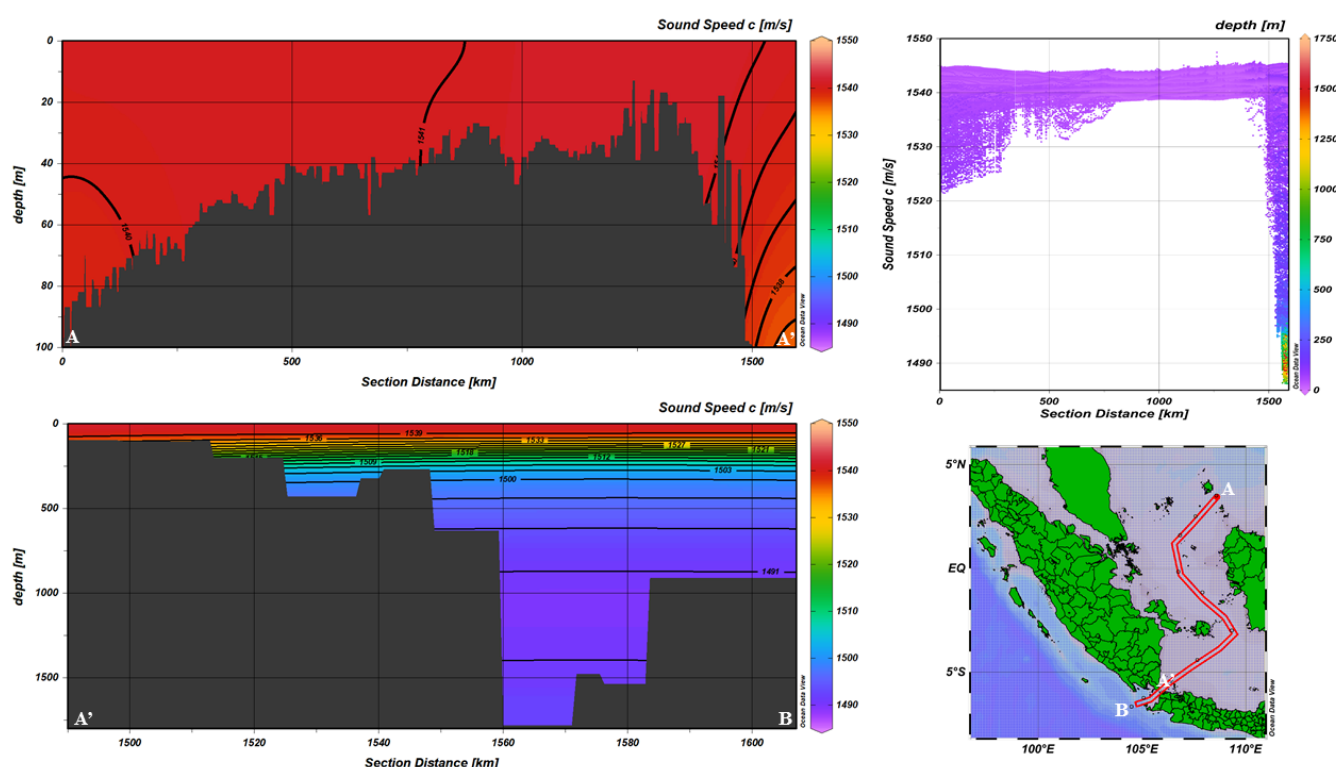 Sound Speed c [m/s]
0
20
40
60
80
100
depth [m]
1541
1540
1538
A
A'
0
500
1000
1500
Section Distance [km]
1550
1540
1530
1520
1510
1500
1490
Ocean Data View
depth [m]
1550
1540
1530
1520
1510
1500
1490
Sound Speed c [m/s]
0
500
1000
1500
Section Distance [km]
1750
1500
1250
1000
750
500
250
0
Ocean Data View
Sound Speed c [m/s]
0
500
1000
1500
depth [m]
1536
1539
1533
1527
1521
1518
1512
1509
1503
1500
1491
A'
B
1500
1520
1540
1560
1580
1600
Section Distance [km]
1550
1540
1530
1520
1510
1500
1490
Ocean Data View
5°N
EQ
5°S
A
A'
B
100°E
105°E
110°E
Ocean Data View